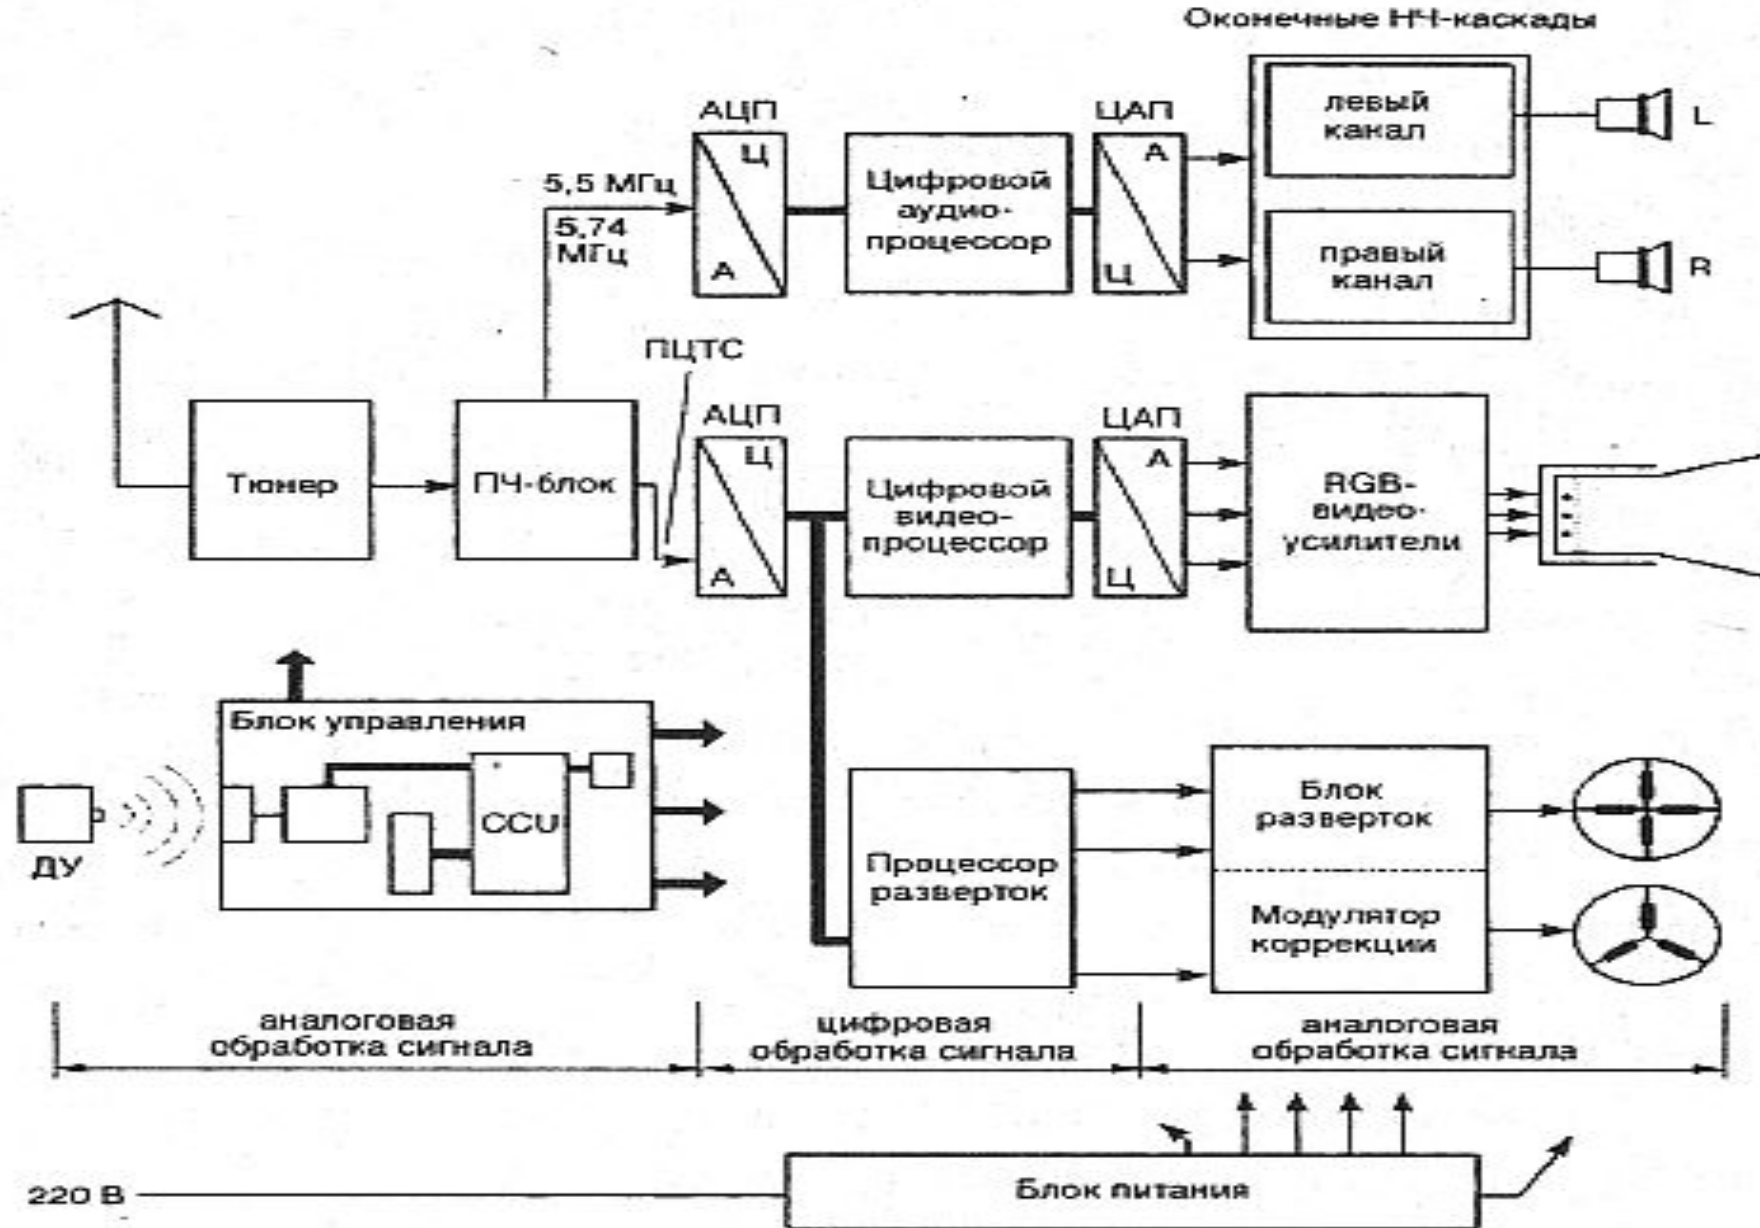 Оконечные НЧ-каскады
АЦП
Ц
А
5,5 МГц
5,74
МГц
Цифровой
аудио-
процессор
ЦАП
А
Ц
левый
канал
L
правый
канал
R
Тюнер
ПЧ-блок
ПЦТС
АЦП
Ц
А
Цифровой
видео-
процессор
ЦАП
А
Ц
RGB-
видео-
усилители
ДУ
Блок управления
CCU
Процессор
разверток
Блок
разверток
Модулятор
коррекции
аналоговая
обработка сигнала
цифровая
обработка сигнала
аналоговая
обработка сигнала
220 В
Блок питания